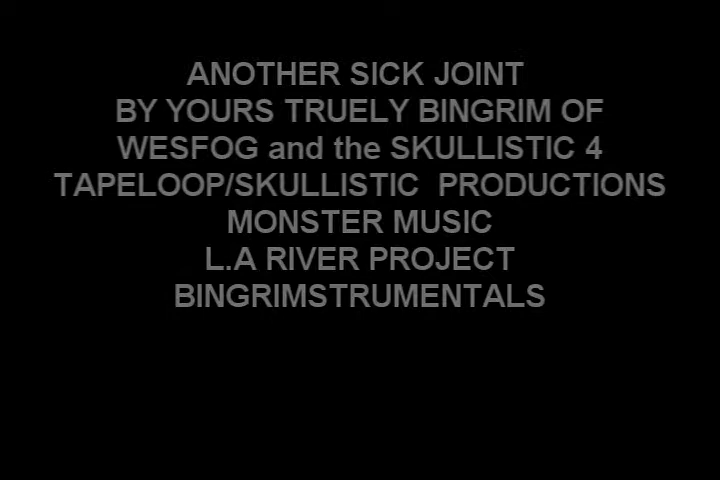 ANOTHER SICK JOINT
BY YOURS TRUELY BINGRIM OF
WESFOG and the SKULLISTIC 4
TAPELOOP/SKULLISTIC  PRODUCTIONS
MONSTER MUSIC
L.A RIVER PROJECT
BINGRIMSTRUMENTALS